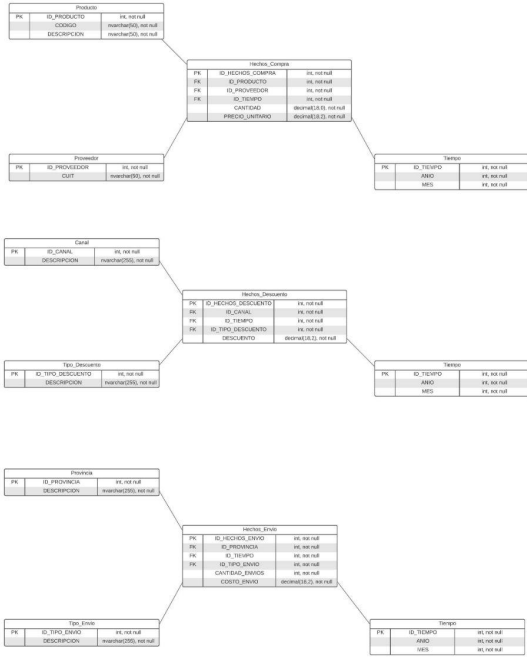 Producto
PK ID_PRODUCTO int, not null
CODIGO nvarchar(50), not null
DESCRIPCION nvarchar(50), not null
Hechos_Compra
PK ID_HECHOS_COMPRA int, not null
FK ID_PRODUCTO int, not null
FK ID_PROVEEDOR int, not null
FK ID_TIEMPO int, not null
CANTIDAD decimal(18,0), not null
PRECIO_UNITARIO decimal(18,2), not null
Proveedor
PK ID_PROVEEDOR int, not null
CUIT nvarchar(50), not null
Tiempo
PK ID_TIEMPO int, not null
ANIO int, not null
MES int, not null
Canal
PK ID_CANAL int, not null
DESCRIPCION nvarchar(255), not null
Hechos_Descuento
PK ID_HECHOS_DESCUENTO int, not null
FK ID_CANAL int, not null
FK ID_TIEMPO int, not null
FK ID_TIPO_DESCUENTO int, not null
DESCUENTO decimal(18,2), not null
Tipo_Descuento
PK ID_TIPO_DESCUENTO int, not null
DESCRIPCION nvarchar(255), not null
Tiempo
PK ID_TIEMPO int, not null
ANIO int, not null
MES int, not null
Provincia
PK ID_PROVINCIA int, not null
DESCRIPCION nvarchar(255), not null
Hechos_Envio
PK ID_HECHOS_ENVIO int, not null
FK ID_PROVINCIA int, not null
FK ID_TIEMPO int, not null
FK ID_TIPO_ENVIO int, not null
CANTIDAD_ENVIOS int, not null
COSTO_ENVIO decimal(18,2), not null
Tipo_Envio
PK ID_TIPO_ENVIO int, not null
DESCRIPCION nvarchar(255), not null
Tiempo
PK ID_TIEMPO int, not null
ANIO int, not null
MES int, not null